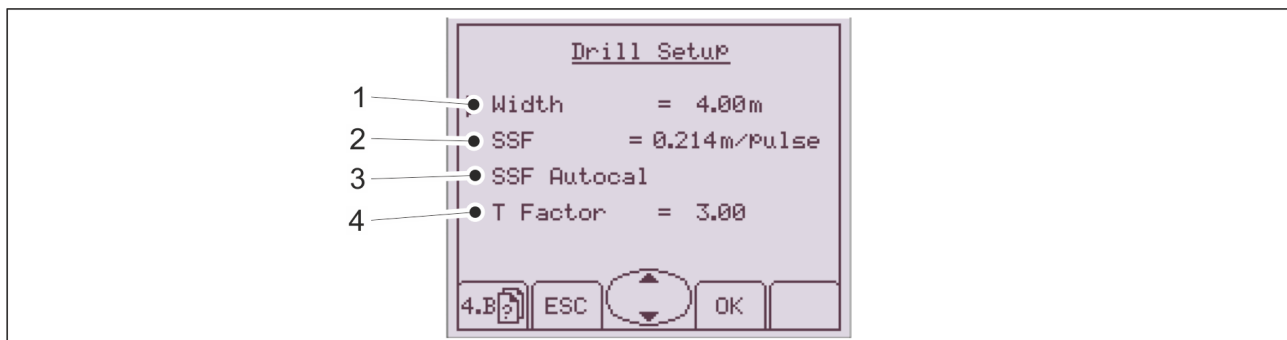 Drill Setup
1 Width = 4.00m
2 SSF = 0.214m/pulse
3 SSF Autocal
4 T Factor = 3.00
4.B ? ESC OK